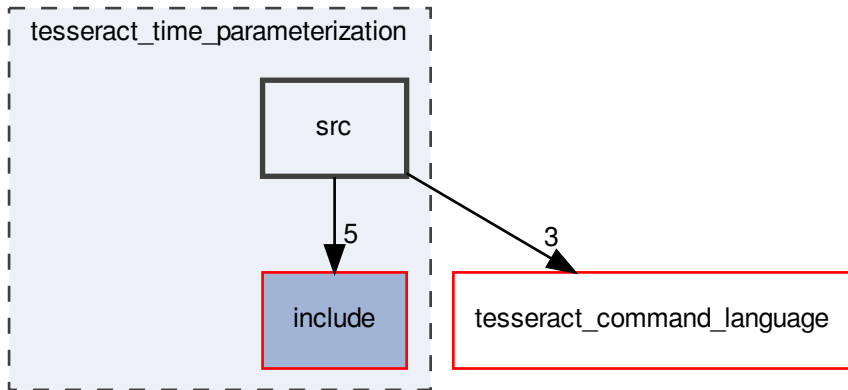 tesseract_time_parameterization
src
5
3
include
tesseract_command_language